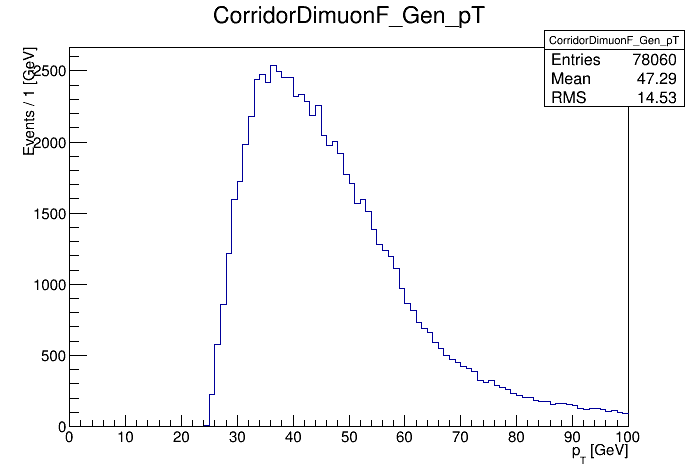 CorridorDimuonF_Gen_pT
CorridorDimuonF_Gen_pT
Entries 78060
Mean 47.29
RMS 14.53
Events / 1 [GeV]
2500
2000
1500
1000
500
0
0 10 20 30 40 50 60 70 80 90 100
p_T [GeV]